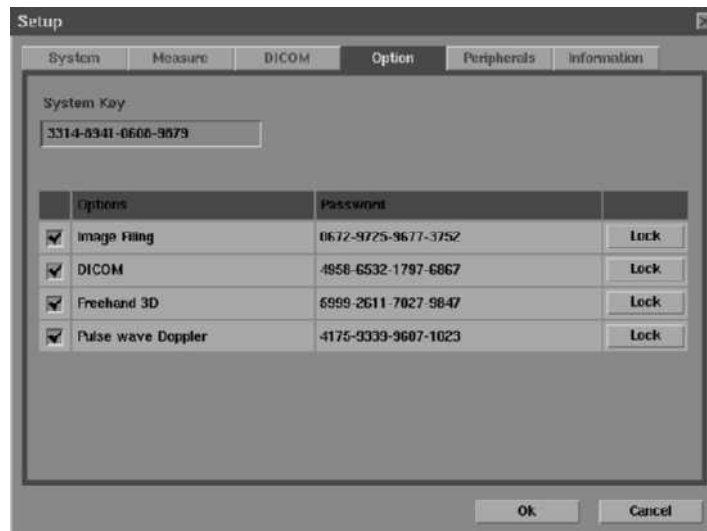 Setup
System Measure DICOM Option Peripherals Information
System Key
3314-8941-0608-9879
Options Password
Image Filing 0672-9725-9677-3752 Lock
DICOM 4958-6532-1797-6867 Lock
Freehand 3D 6999-2611-7027-9847 Lock
Pulse wave Doppler 4175-9339-9607-1023 Lock
Ok Cancel